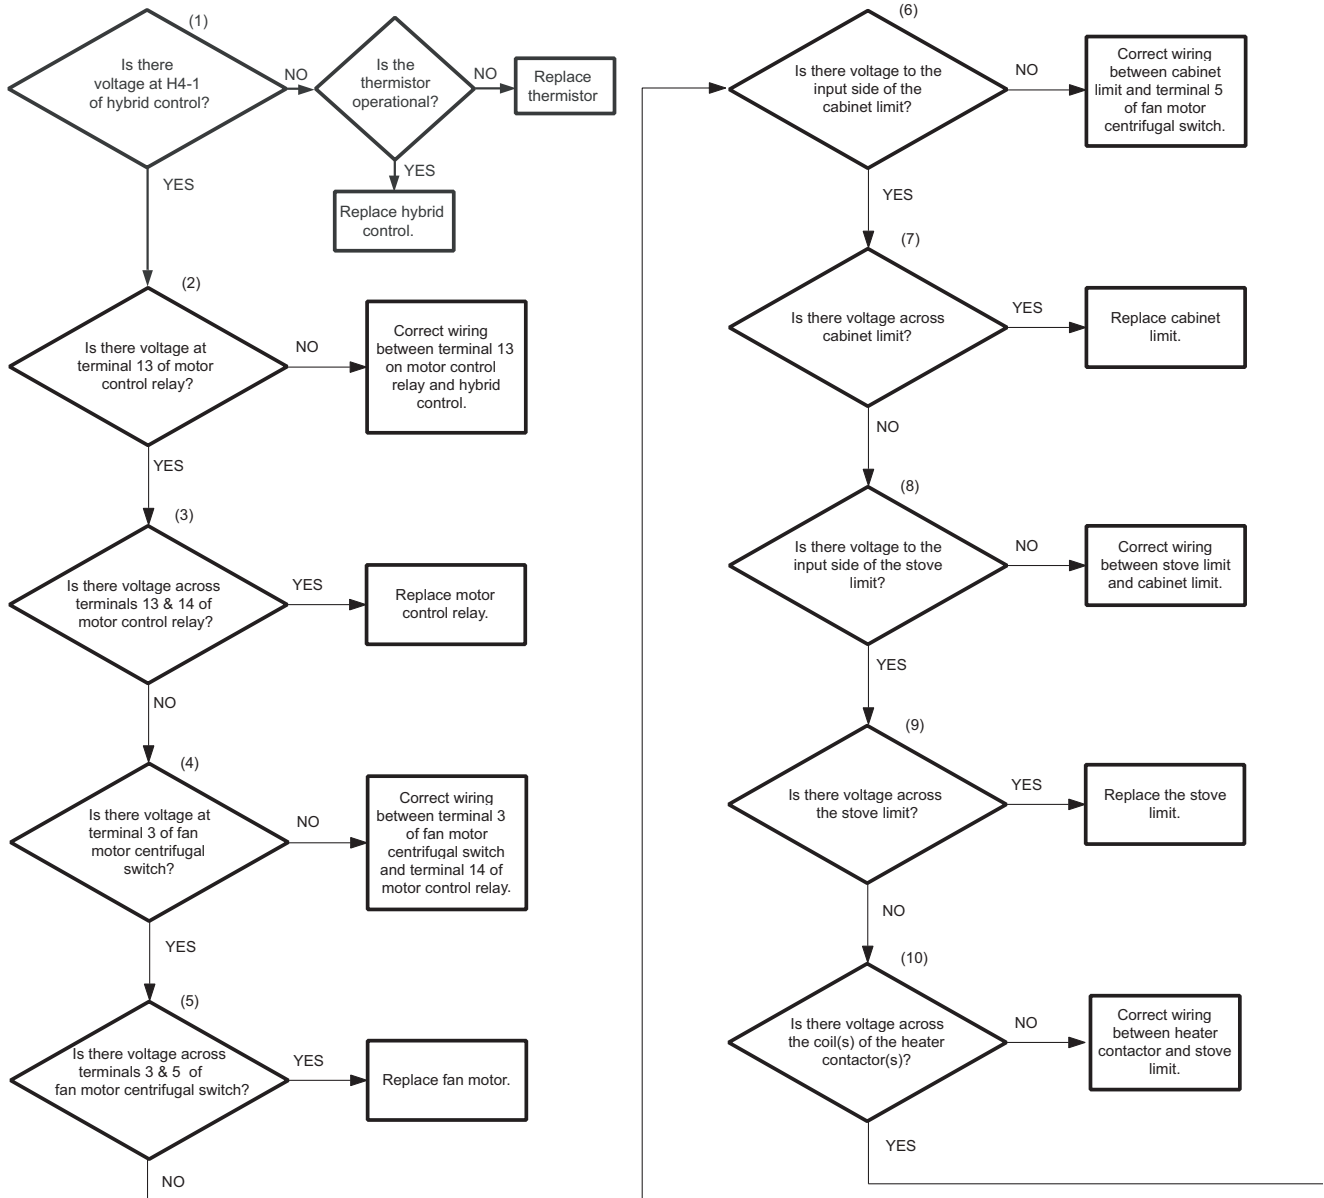 (1)
Is there
voltage at H4-1
of hybrid control?
NO
Is the
thermistor
operational?
NO
Replace
thermistor
YES
Replace hybrid
control.
YES
(2)
Is there voltage at
terminal 13 of motor
control relay?
NO
Correct wiring
between terminal 13
on motor control
relay and hybrid
control.
YES
(3)
Is there voltage across
terminals 13 & 14 of
motor control relay?
YES
Replace motor
control relay.
NO
(4)
Is there voltage at
terminal 3 of fan
motor centrifugal
switch?
NO
Correct wiring
between terminal 3
of fan motor
centrifugal switch
and terminal 14 of
motor control relay.
YES
(5)
Is there voltage across
terminals 3 & 5 of
fan motor centrifugal switch?
YES
Replace fan motor.
NO
(6)
Is there voltage to the
input side of the
cabinet limit?
NO
Correct wiring
between cabinet
limit and terminal 5
of fan motor
centrifugal switch.
YES
(7)
Is there voltage across
cabinet limit?
YES
Replace cabinet
limit.
NO
(8)
Is there voltage to the
input side of the stove
limit?
NO
Correct wiring
between stove limit
and cabinet limit.
YES
(9)
Is there voltage across
the stove limit?
YES
Replace the stove
limit.
NO
(10)
Is there voltage across
the coil(s) of the heater
contactor(s)?
NO
Correct wiring
between heater
contactor and stove
limit.
YES